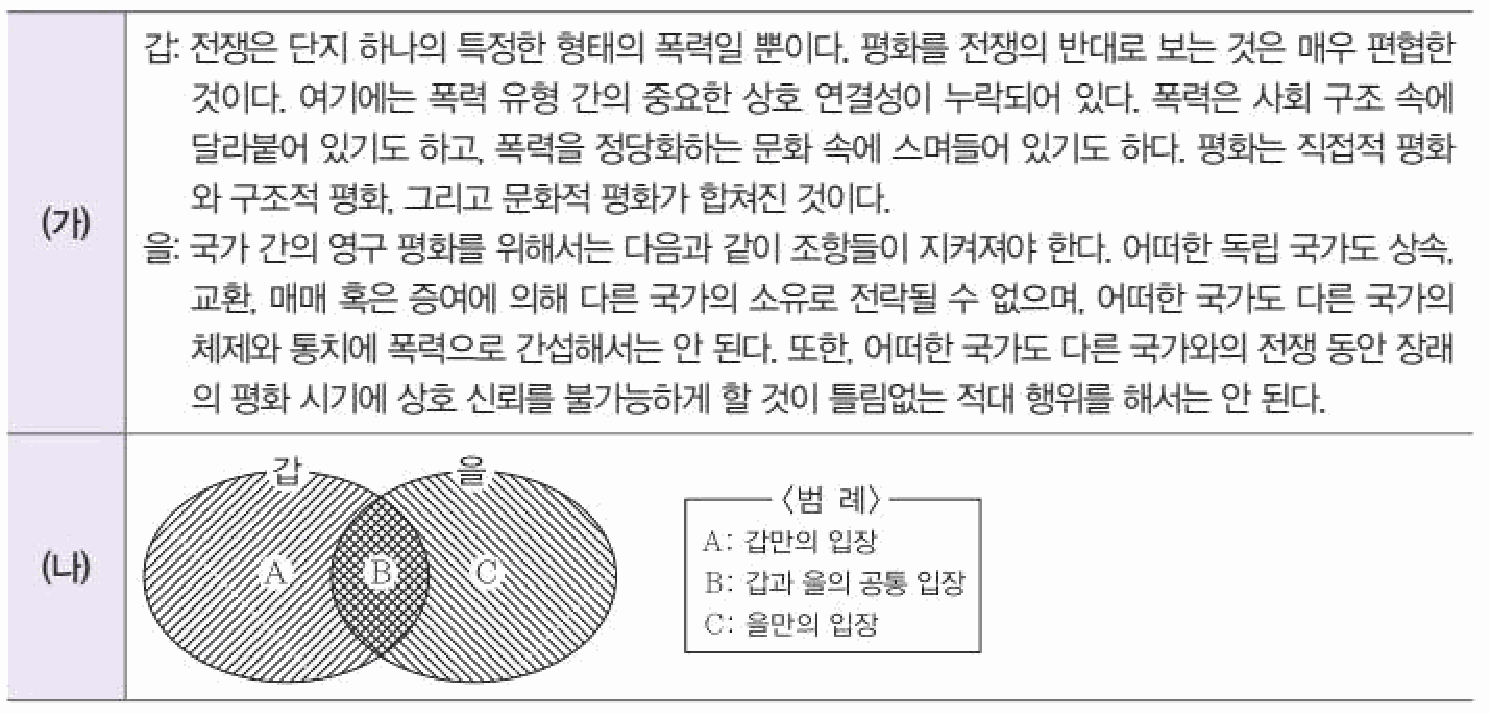 (가)
갑: 전쟁은 단지 하나의 특정한 형태의 폭력일 뿐이다. 평화를 전쟁의 반대로 보는 것은 매우 편협한
것이다. 여기에는 폭력 유형 간의 중요한 상호 연결성이 누락되어 있다. 폭력은 사회 구조 속에
달라붙어 있기도 하고, 폭력을 정당화하는 문화 속에 스며들어 있기도 하다. 평화는 직접적 평화
와 구조적 평화, 그리고 문화적 평화가 합쳐진 것이다.
을: 국가 간의 영구 평화를 위해서는 다음과 같이 조항들이 지켜져야 한다. 어떠한 독립 국가도 상속,
교환, 매매 혹은 증여에 의해 다른 국가의 소유로 전락될 수 없으며, 어떠한 국가도 다른 국가의
체제와 통치에 폭력으로 간섭해서는 안 된다. 또한, 어떠한 국가도 다른 국가와의 전쟁 동안 장래
의 평화 시기에 상호 신뢰를 불가능하게 할 것이 틀림없는 적대 행위를 해서는 안 된다.
(나)
갑 을
A B C
〈범 례〉
A: 갑만의 입장
B: 갑과 을의 공통 입장
C: 을만의 입장